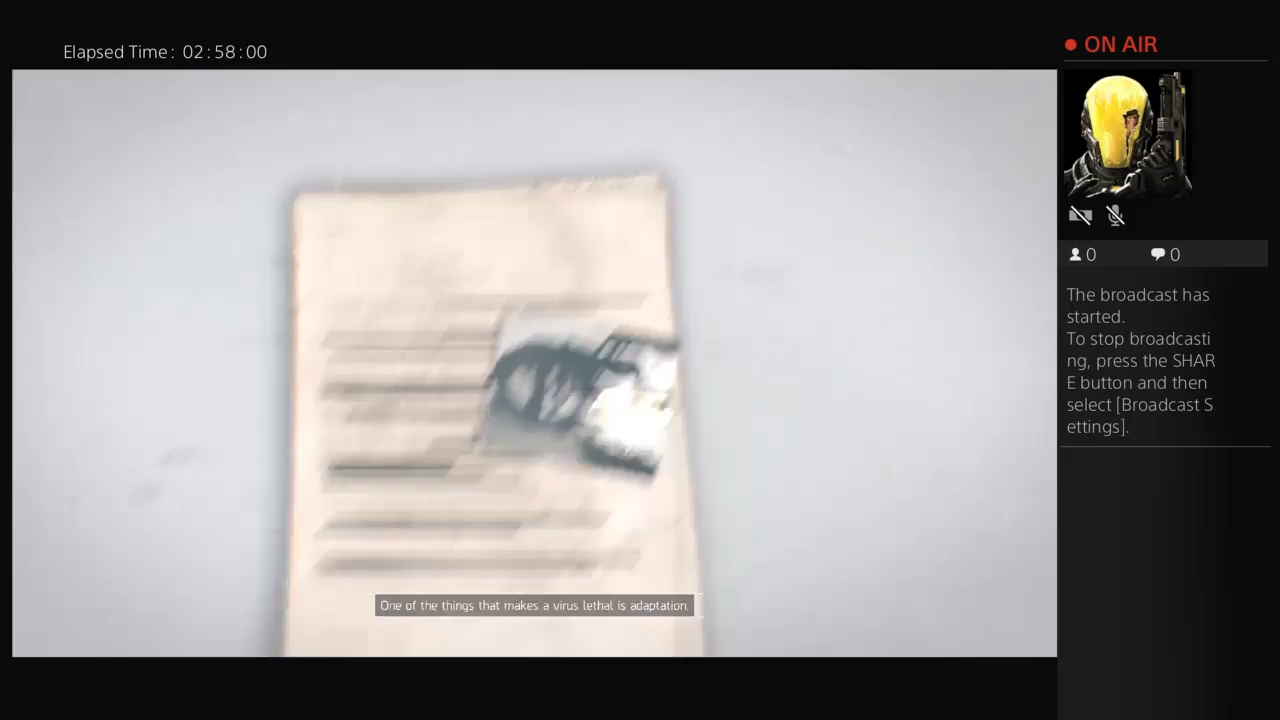 Elapsed Time: 02:58:00
ON AIR
0 0
The broadcast has
started.
To stop broadcasti
ng, press the SHAR
E button and then
select [Broadcast S
ettings].
One of the things that makes a virus lethal is adaptation.